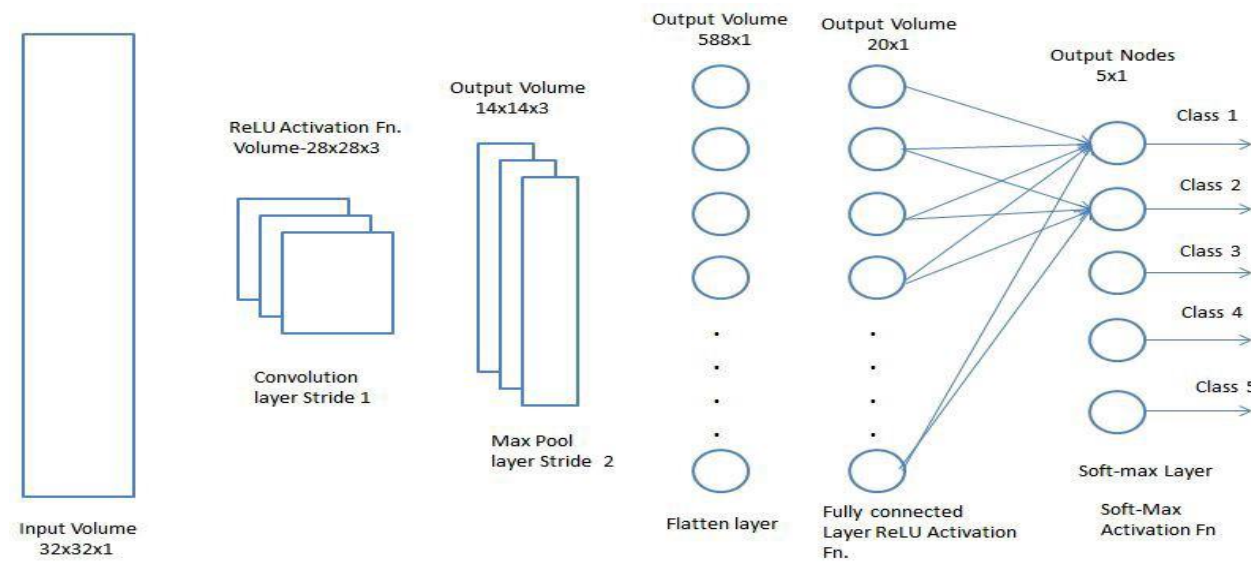 Input Volume
32x32x1
ReLU Activation Fn.
Volume-28x28x3
Convolution
layer Stride 1
Output Volume
14x14x3
Max Pool
layer Stride 2
Output Volume
588x1
Flatten layer
Output Volume
20x1
Fully connected
Layer ReLU Activation
Fn.
Output Nodes
5x1
Class 1
Class 2
Class 3
Class 4
Class 5
Soft-max Layer
Soft-Max
Activation Fn